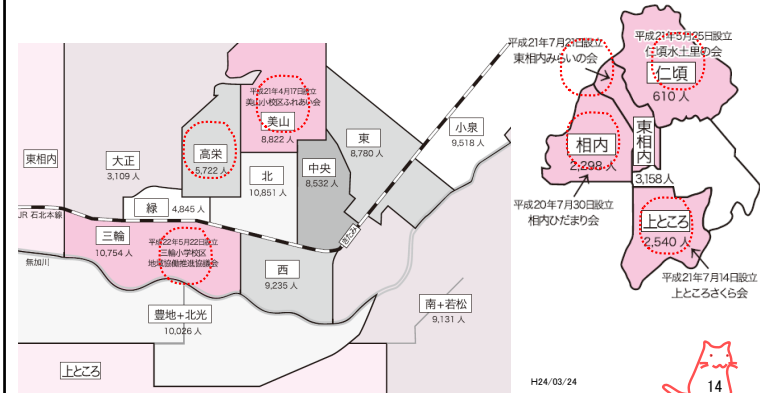 平成21年4月17日設立
美山小校区ふれあい会
美山
8,822 人
東
8,780 人
小泉
9,518 人
東相内
大正
3,109 人
高栄
5,722 人
北
10,851 人
中央
8,532 人
緑
4,845 人
JR 石北本線
きたみ
三輪
10,754 人
平成22年5月22日設立
三輪小学校区
地域協働推進協議会
無加川
西
9,235 人
豊地+北光
10,026 人
南+若松
9,131 人
上ところ
平成21年7月21日設立
東相内みらいの会
平成21年5月25日設立
仁頃水土里の会
仁頃
610 人
相内
2,298 人
東相内
3,158 人
平成20年7月30日設立
相内ひだまり会
上ところ
2,540 人
平成21年7月14日設立
上ところさくら会
H24/03/24
14